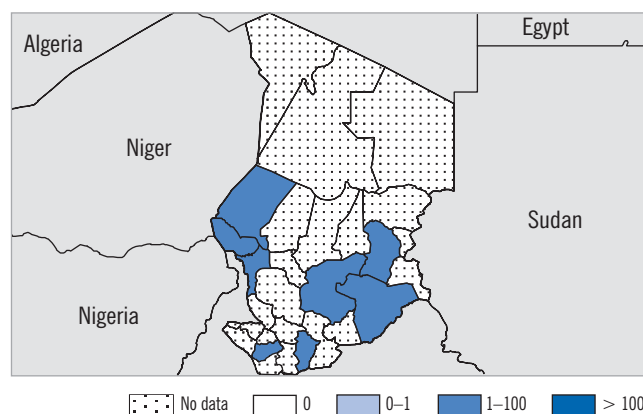 Algeria
Egypt
Niger
Sudan
Nigeria
No data
0
0–1
1–100
> 100